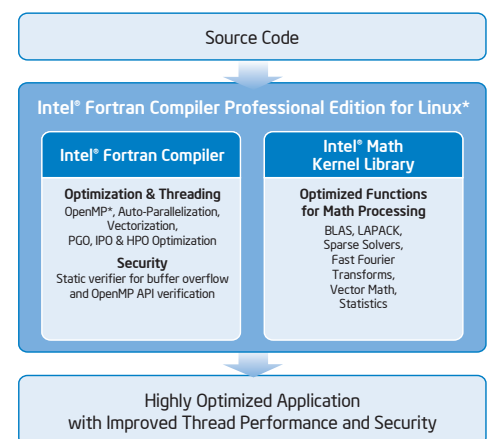 Source Code
Intel® Fortran Compiler Professional Edition for Linux*
Intel® Fortran Compiler
Optimization & Threading
OpenMP*, Auto-Parallelization,
Vectorization,
PGO, IPO & HPO Optimization
Security
Static verifier for buffer overflow
and OpenMP API verification
Intel® Math
Kernel Library
Optimized Functions
for Math Processing
BLAS, LAPACK,
Sparse Solvers,
Fast Fourier
Transforms,
Vector Math,
Statistics
Highly Optimized Application
with Improved Thread Performance and Security